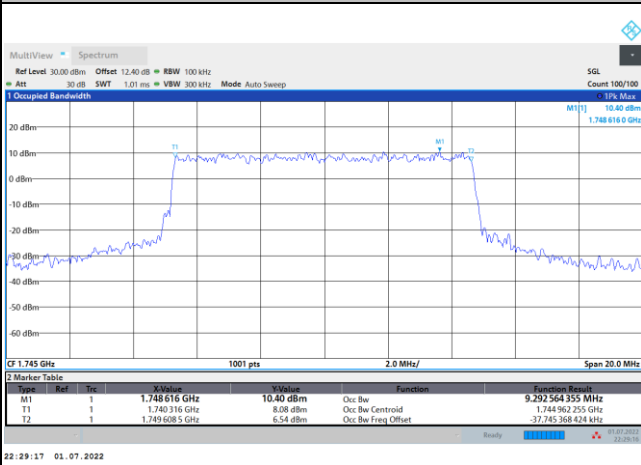 MultiView Spectrum
Ref Level 30.00 dBm Offset 12.40 dB RBW 100 kHz SGL
Att 30 dB SWT 1.01 ms VBW 300 kHz Mode Auto Sweep Count 100/100
1 Occupied Bandwidth 1Pk Max
M1[1] 10.40 dBm
1.748 616 0 GHz
20 dBm
M1
T1
T2
10 dBm
0 dBm
-10 dBm
-20 dBm
-30 dBm
-40 dBm
-50 dBm
-60 dBm
CF 1.745 GHz 1001 pts 2.0 MHz/ Span 20.0 MHz
2 Marker Table
Type Ref Trc X-Value Y-Value Function Function Result
M1 1 1.748616 GHz 10.40 dBm Occ Bw 9.292 564 355 MHz
T1 1 1.740 316 GHz 8.08 dBm Occ Bw Centroid 1.744 962 255 GHz
T2 1 1.749 608 5 GHz 6.54 dBm Occ Bw Freq Offset -37.745 368 424 kHz
Ready 01.07.2022
22:29:16
22:29:17 01.07.2022